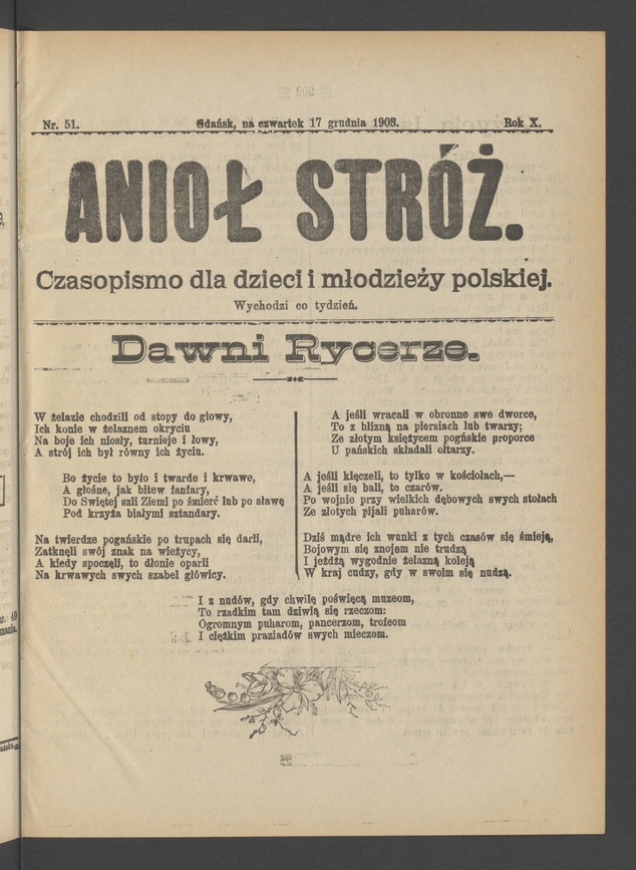 Nr. 51. Gdańsk, na czwartek 17 grudnia 1903. Rok X.
ANIOŁ STRÓŻ.
Czasopismo dla dzieci i młodzieży polskiej.
Wychodzi co tydzień.
Dawni Rycerze.
W żelazie chodzili od stopy do głowy,
Ich konie w żelaznem okryciu
Na boje ich niosły, turnieje i łowy,
A strój ich był równy ich życiu.
Bo życie to było i twarde i krwawe,
A głośne, jak bitew fanfary,
Do Świętej szli Ziemi po śmierć lub po sławę
Pod krzyża białymi sztandary.
Na twierdze pogańskie po trupach się darli,
Zatknęli swój znak na wieżycy,
A kiedy spoczęli, to dłonie oparli
Na krwawych swych szabel głowicy.
A jeśli wracali w obronne swe dworce,
To z blizną na piersiach lub twarzy;
Ze złotym księżycem pogńskie proporce
U pańskich składali ołtarzy.
A jeśli klęczeli, to tylko w kościołach,—
A jeśli się bali, to czarów.
Po wojnie przy wielkich dębowych swych stołach
Ze złotych pijali puharów.
Dziś mądre ich wunki z tych czasów się śmieją,
Bojowym się znojem nie trudzą
I jeżdżą wygodnie żelazną koleją
W kraj cudzy, gdy w swoim się nudzą.
I z nudów, gdy chwilę poświęcą muzeom,
To rzadkim tam dziwią się rzeczom:
Ogromnym puharom, pancerzom, trofeom
I ciężkim praziadów swych mieczom.